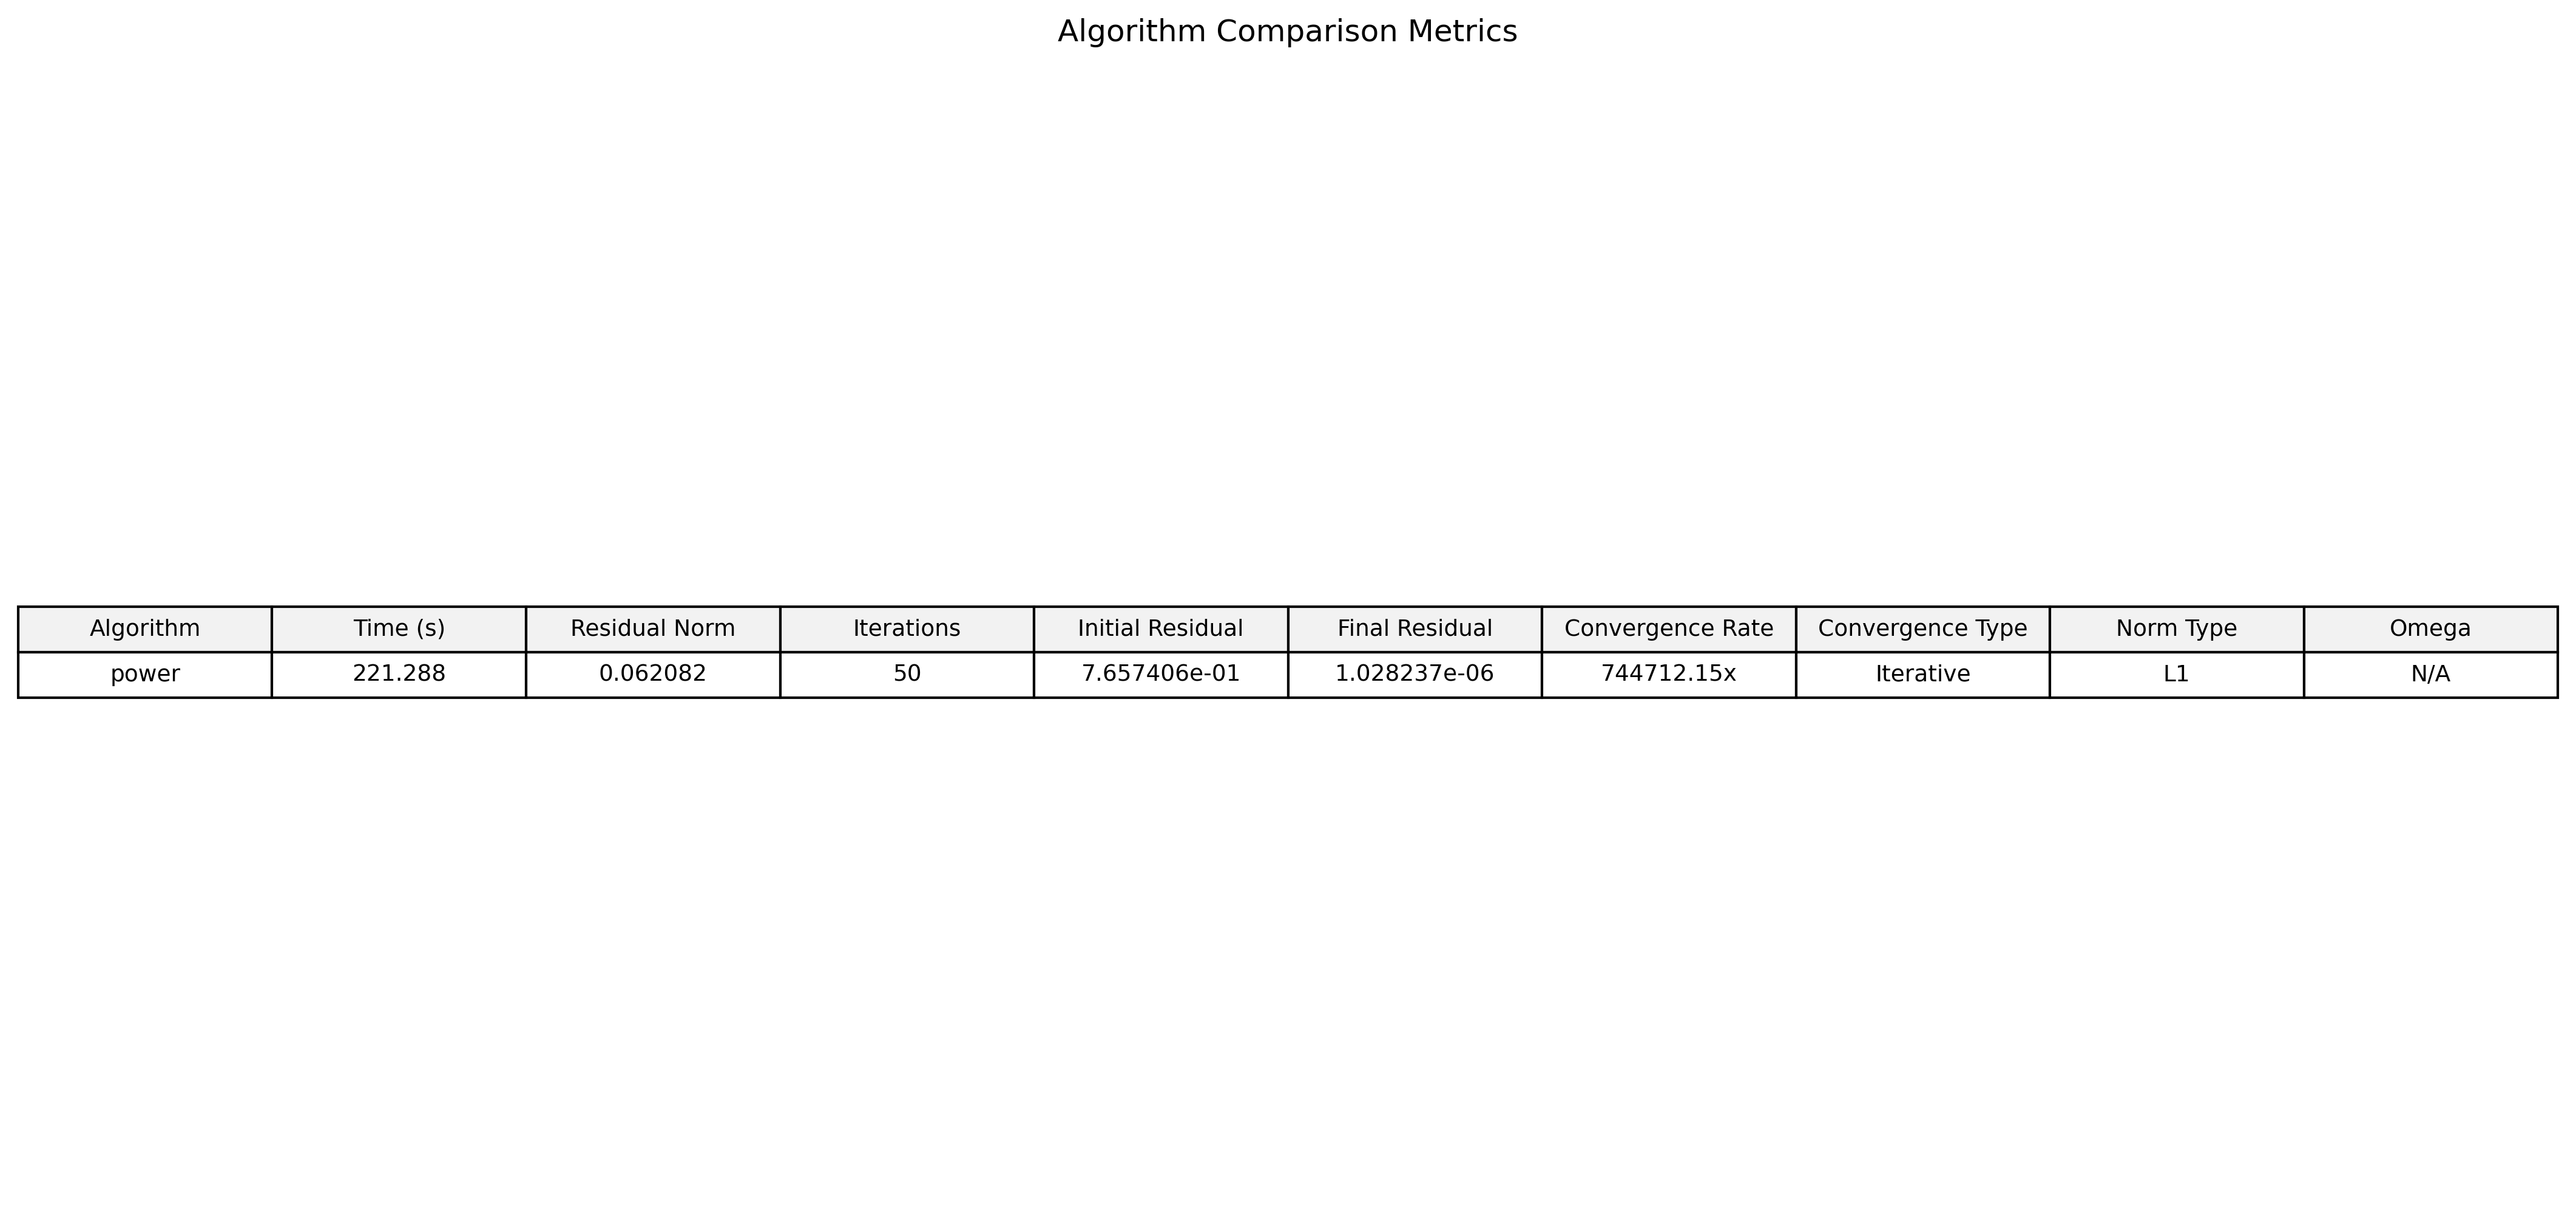 Algorithm Comparison Metrics
Algorithm Time (s) Residual Norm Iterations Initial Residual Final Residual Convergence Rate Convergence Type Norm Type Omega
power 221.288 0.062082 50 7.657406e-01 1.028237e-06 744712.15x Iterative L1 N/A